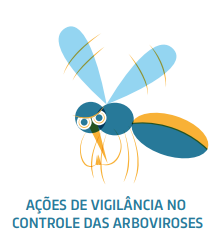 AÇÕES DE VIGILÂNCIA NO
CONTROLE DAS ARBOVIROSES